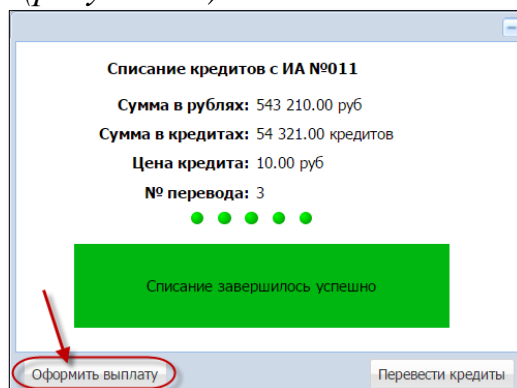 Списание кредитов с ИА №011
Сумма в рублях: 543 210.00 руб
Сумма в кредитах: 54 321.00 кредитов
Цена кредита: 10.00 руб
№ перевода: 3
Списание завершилось успешно
Оформить выплату
Перевести кредиты